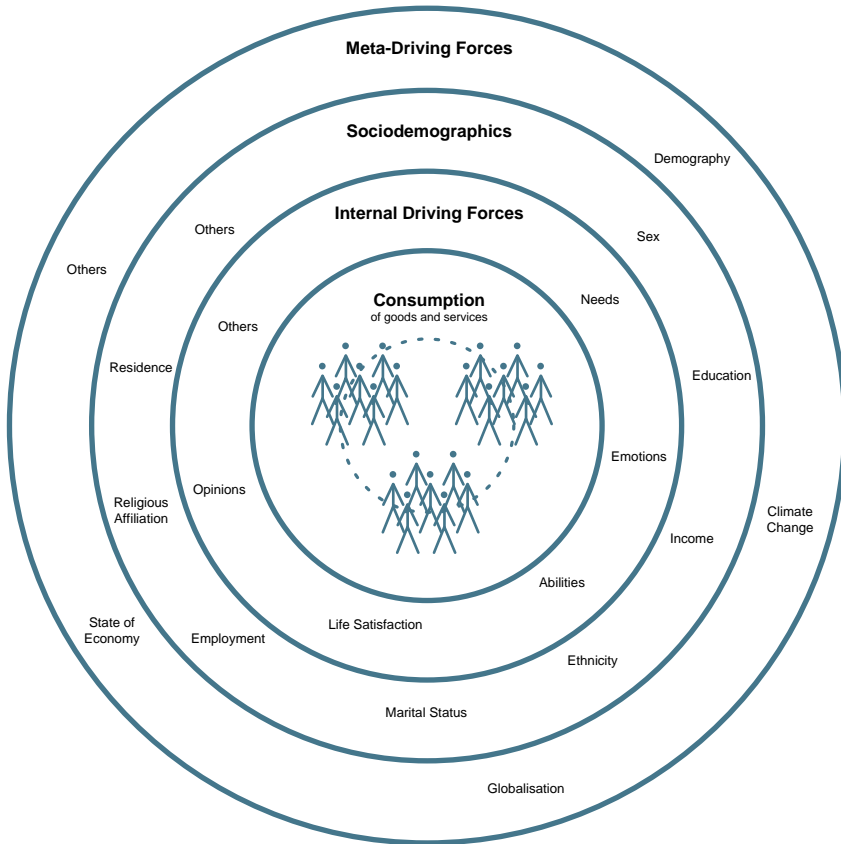 Meta-Driving Forces
Sociodemographics
Demography
Internal Driving Forces
Others
Sex
Others
Consumption
of goods and services
Needs
Others
Residence
Education
Emotions
Opinions
Religious
Affiliation
Climate
Change
Income
Abilities
State of
Economy
Life Satisfaction
Employment
Ethnicity
Marital Status
Globalisation